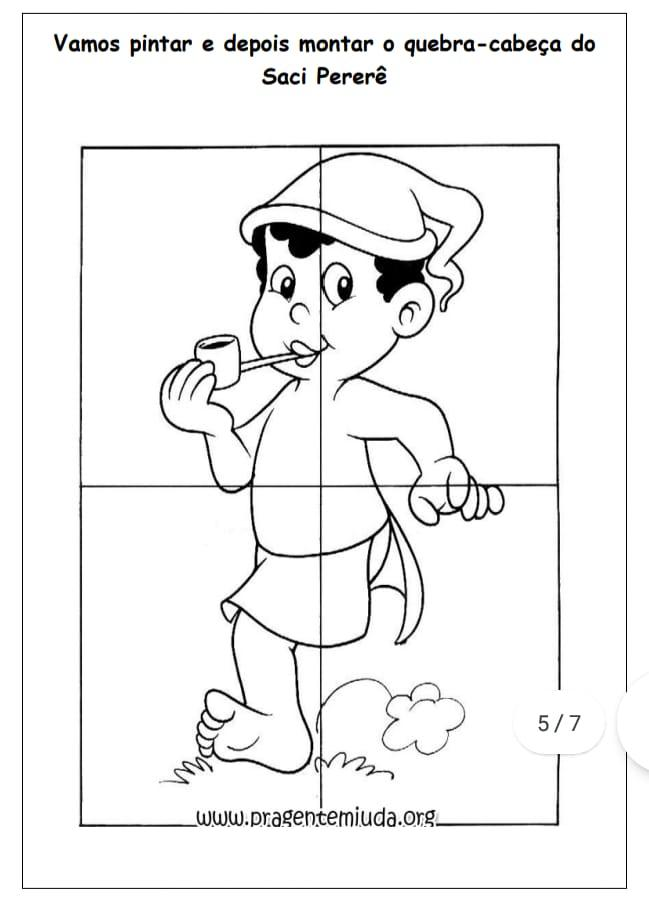 Vamos pintar e depois montar o quebra-cabeça do
Saci Pererê
5/7
www.pragentemiuda.org